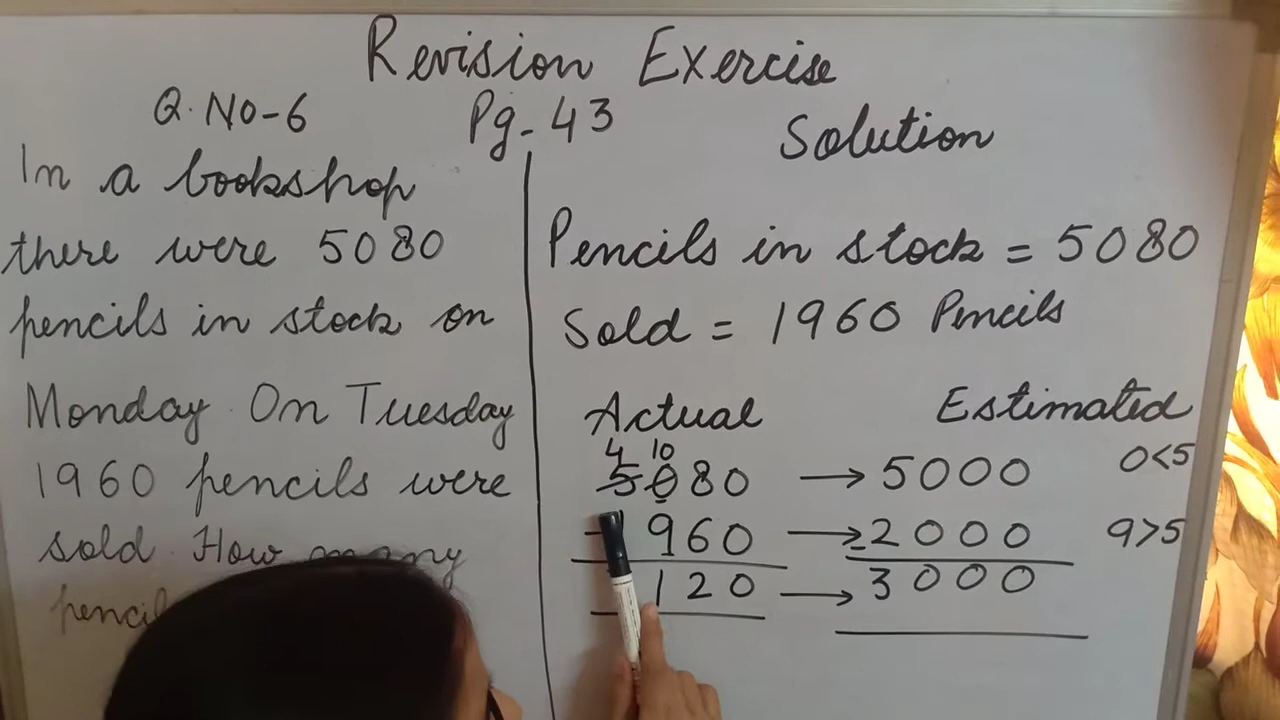 Revision Exercise
Q. NO-6
Pg- 43
In a bookshop
there were 5080
pencils in stock on
Monday. On Tuesday
1960 pencils were
sold. How many
Solution
Pencils in stock = 5080
Sold = 1960 Pencils
Actual Estimated
4 10
5080 → 5000 0<5
960 → -2000 9>5
120 → 3000